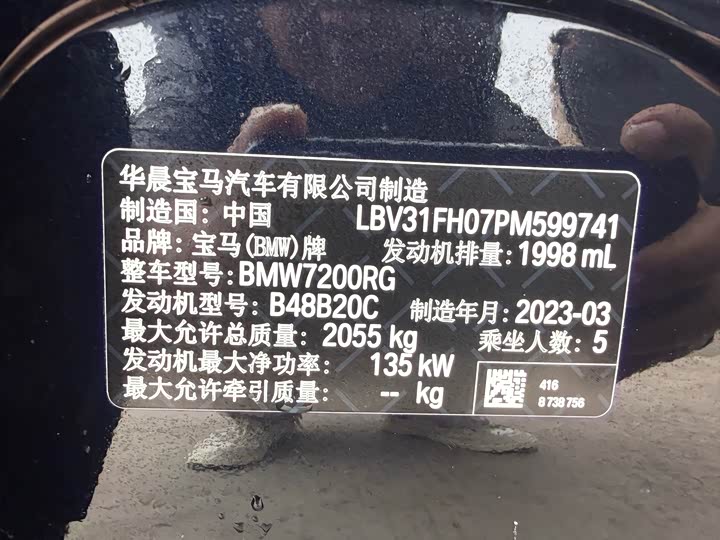 华晨宝马汽车有限公司制造
制造国: 中国 LBV31FH07PM599741
品牌: 宝马(BMW)牌 发动机排量: 1998 mL
整车型号: BMW7200RG
发动机型号: B48B20C 制造年月: 2023-03
最大允许总质量: 2055 kg 乘坐人数: 5
发动机最大净功率: 135 kW
最大允许牵引质量: -- kg
416
8 738 756